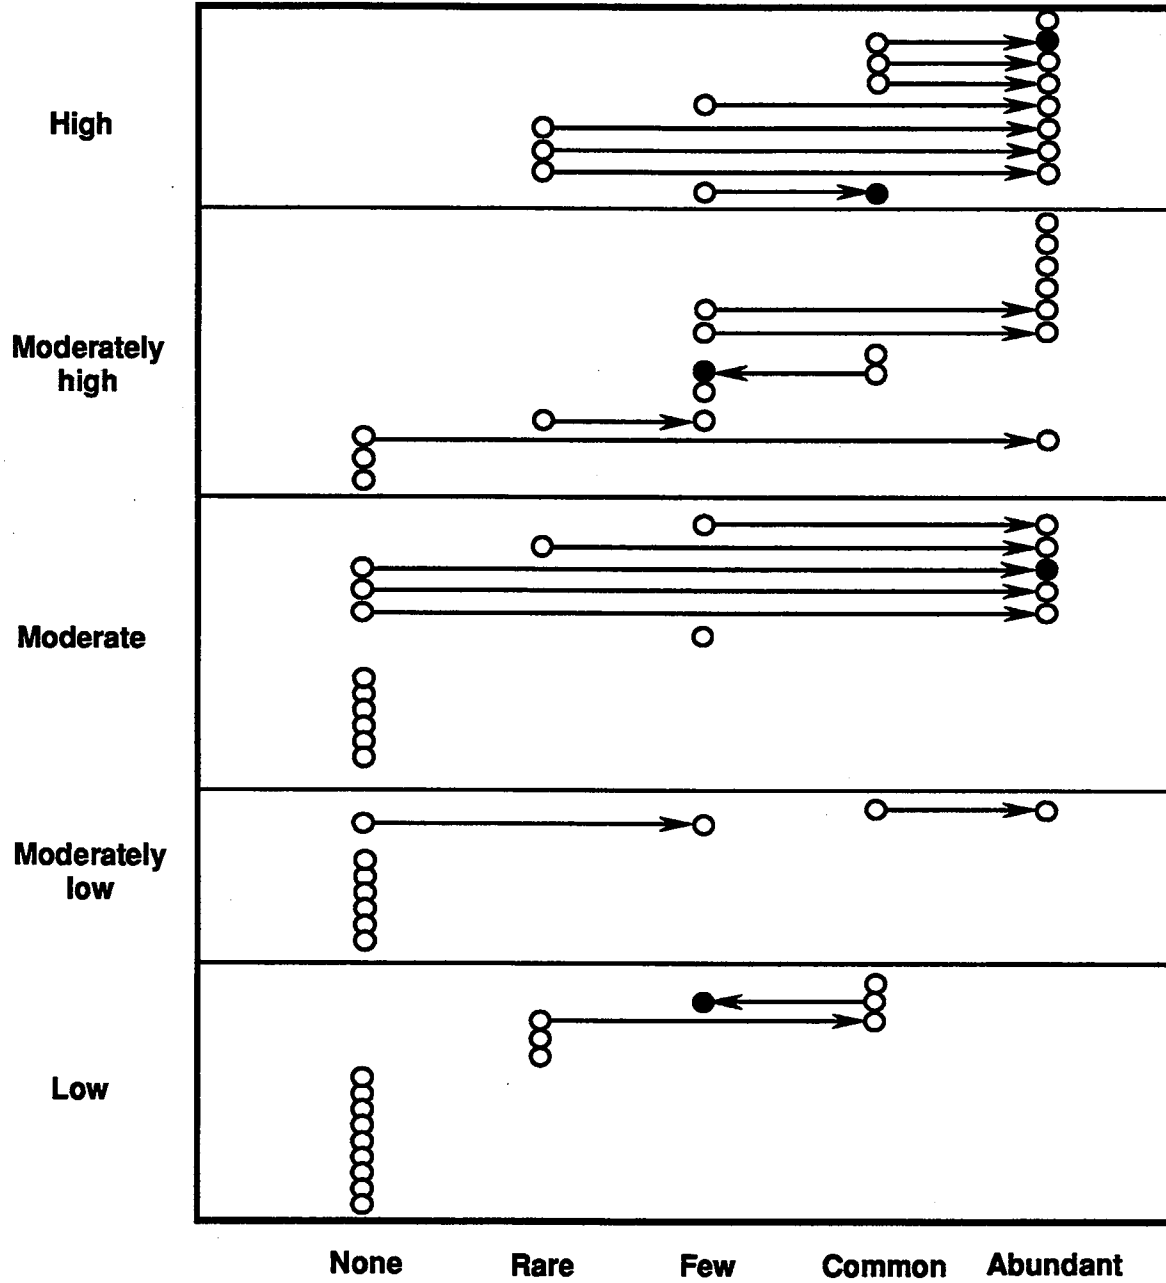 High
Moderately
high
Moderate
Moderately
low
Low
None Rare Few Common Abundant